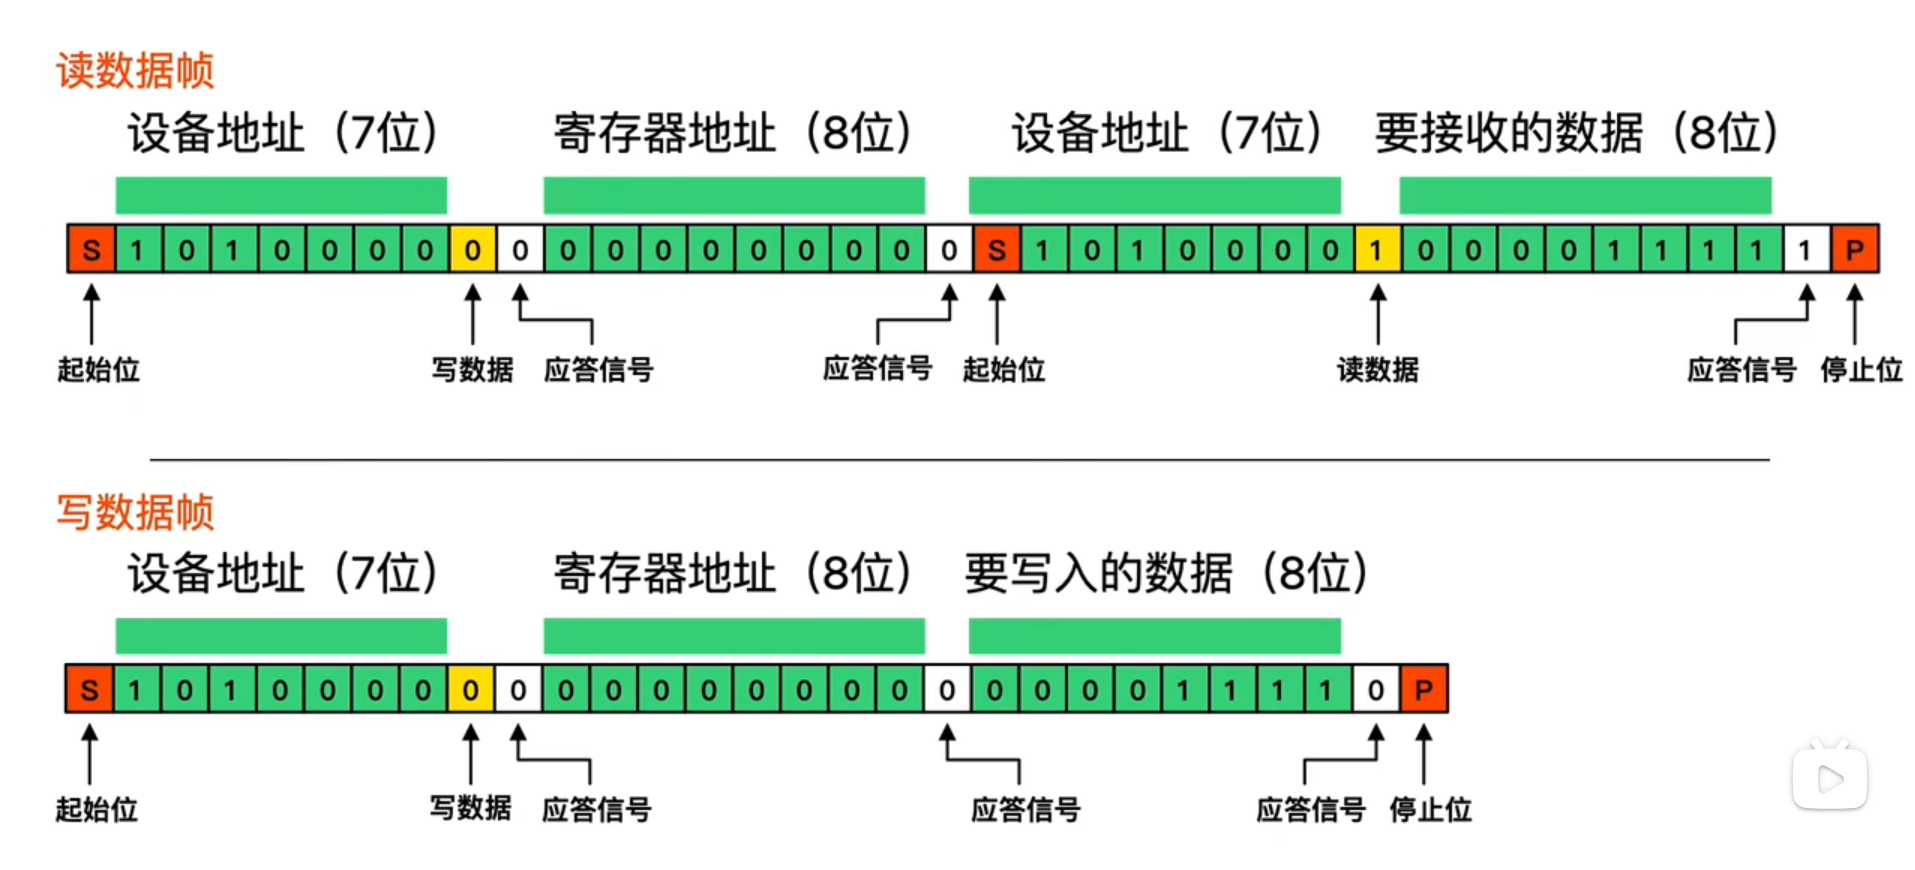 读数据帧
设备地址（7位） 寄存器地址（8位） 设备地址（7位） 要接收的数据（8位）
S 1 0 1 0 0 0 0 0 0 0 0 0 0 0 0 0 0 0 S 1 0 1 0 0 0 0 1 0 0 0 0 1 1 1 1 1 P
起始位 写数据 应答信号 应答信号 起始位 读数据 应答信号 停止位
写数据帧
设备地址（7位） 寄存器地址（8位） 要写入的数据（8位）
S 1 0 1 0 0 0 0 0 0 0 0 0 0 0 0 0 0 0 0 0 0 0 1 1 1 1 0 P
起始位 写数据 应答信号 应答信号 应答信号 停止位